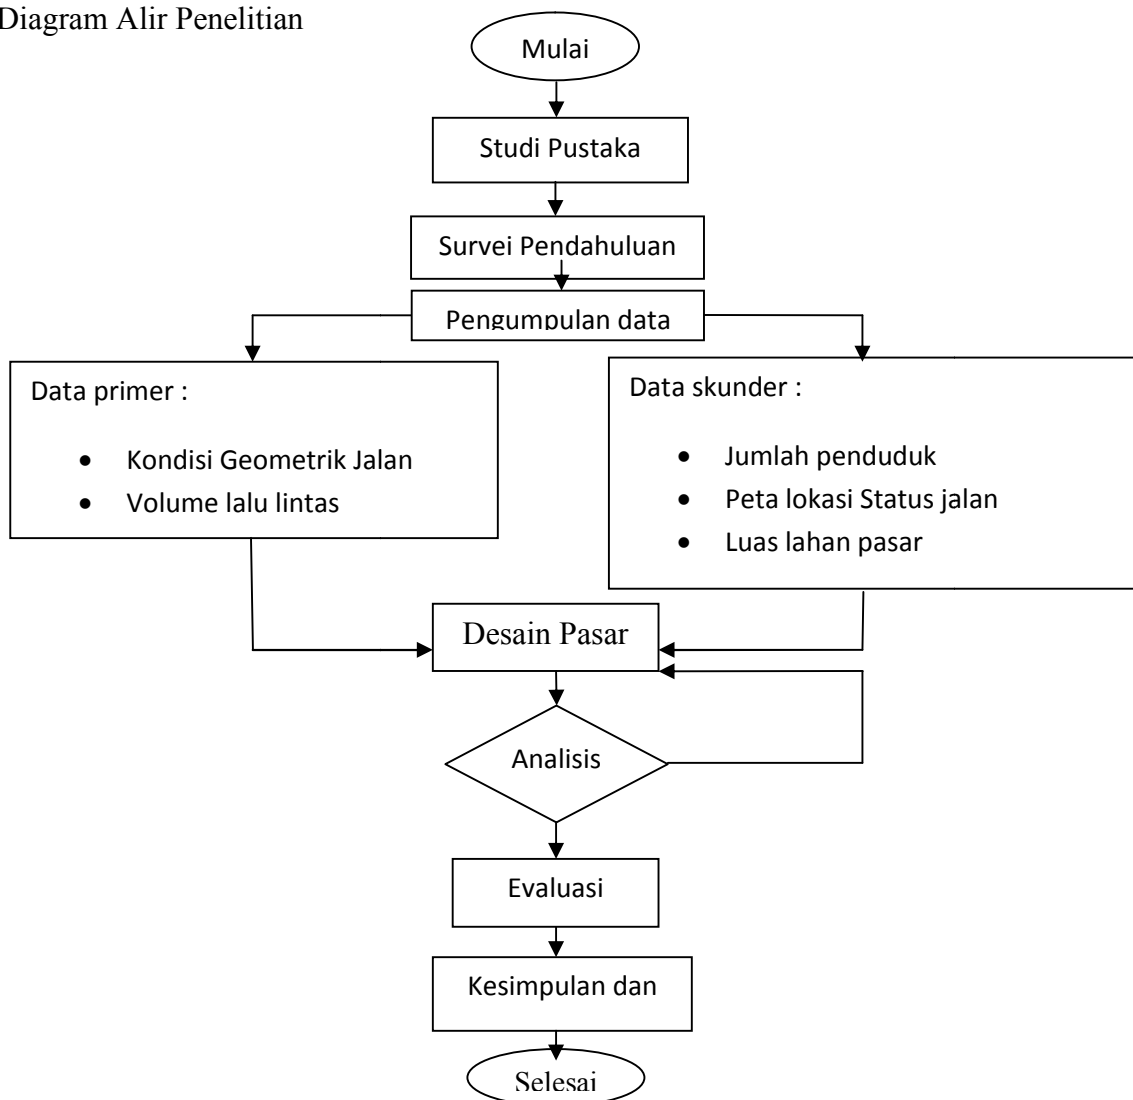 Diagram Alir Penelitian
Mulai
Studi Pustaka
Survei Pendahuluan
Pengumpulan data
Data primer :
• Kondisi Geometrik Jalan
• Volume lalu lintas
Data skunder :
• Jumlah penduduk
• Peta lokasi Status jalan
• Luas lahan pasar
Desain Pasar
Analisis
Evaluasi
Kesimpulan dan
Selesai